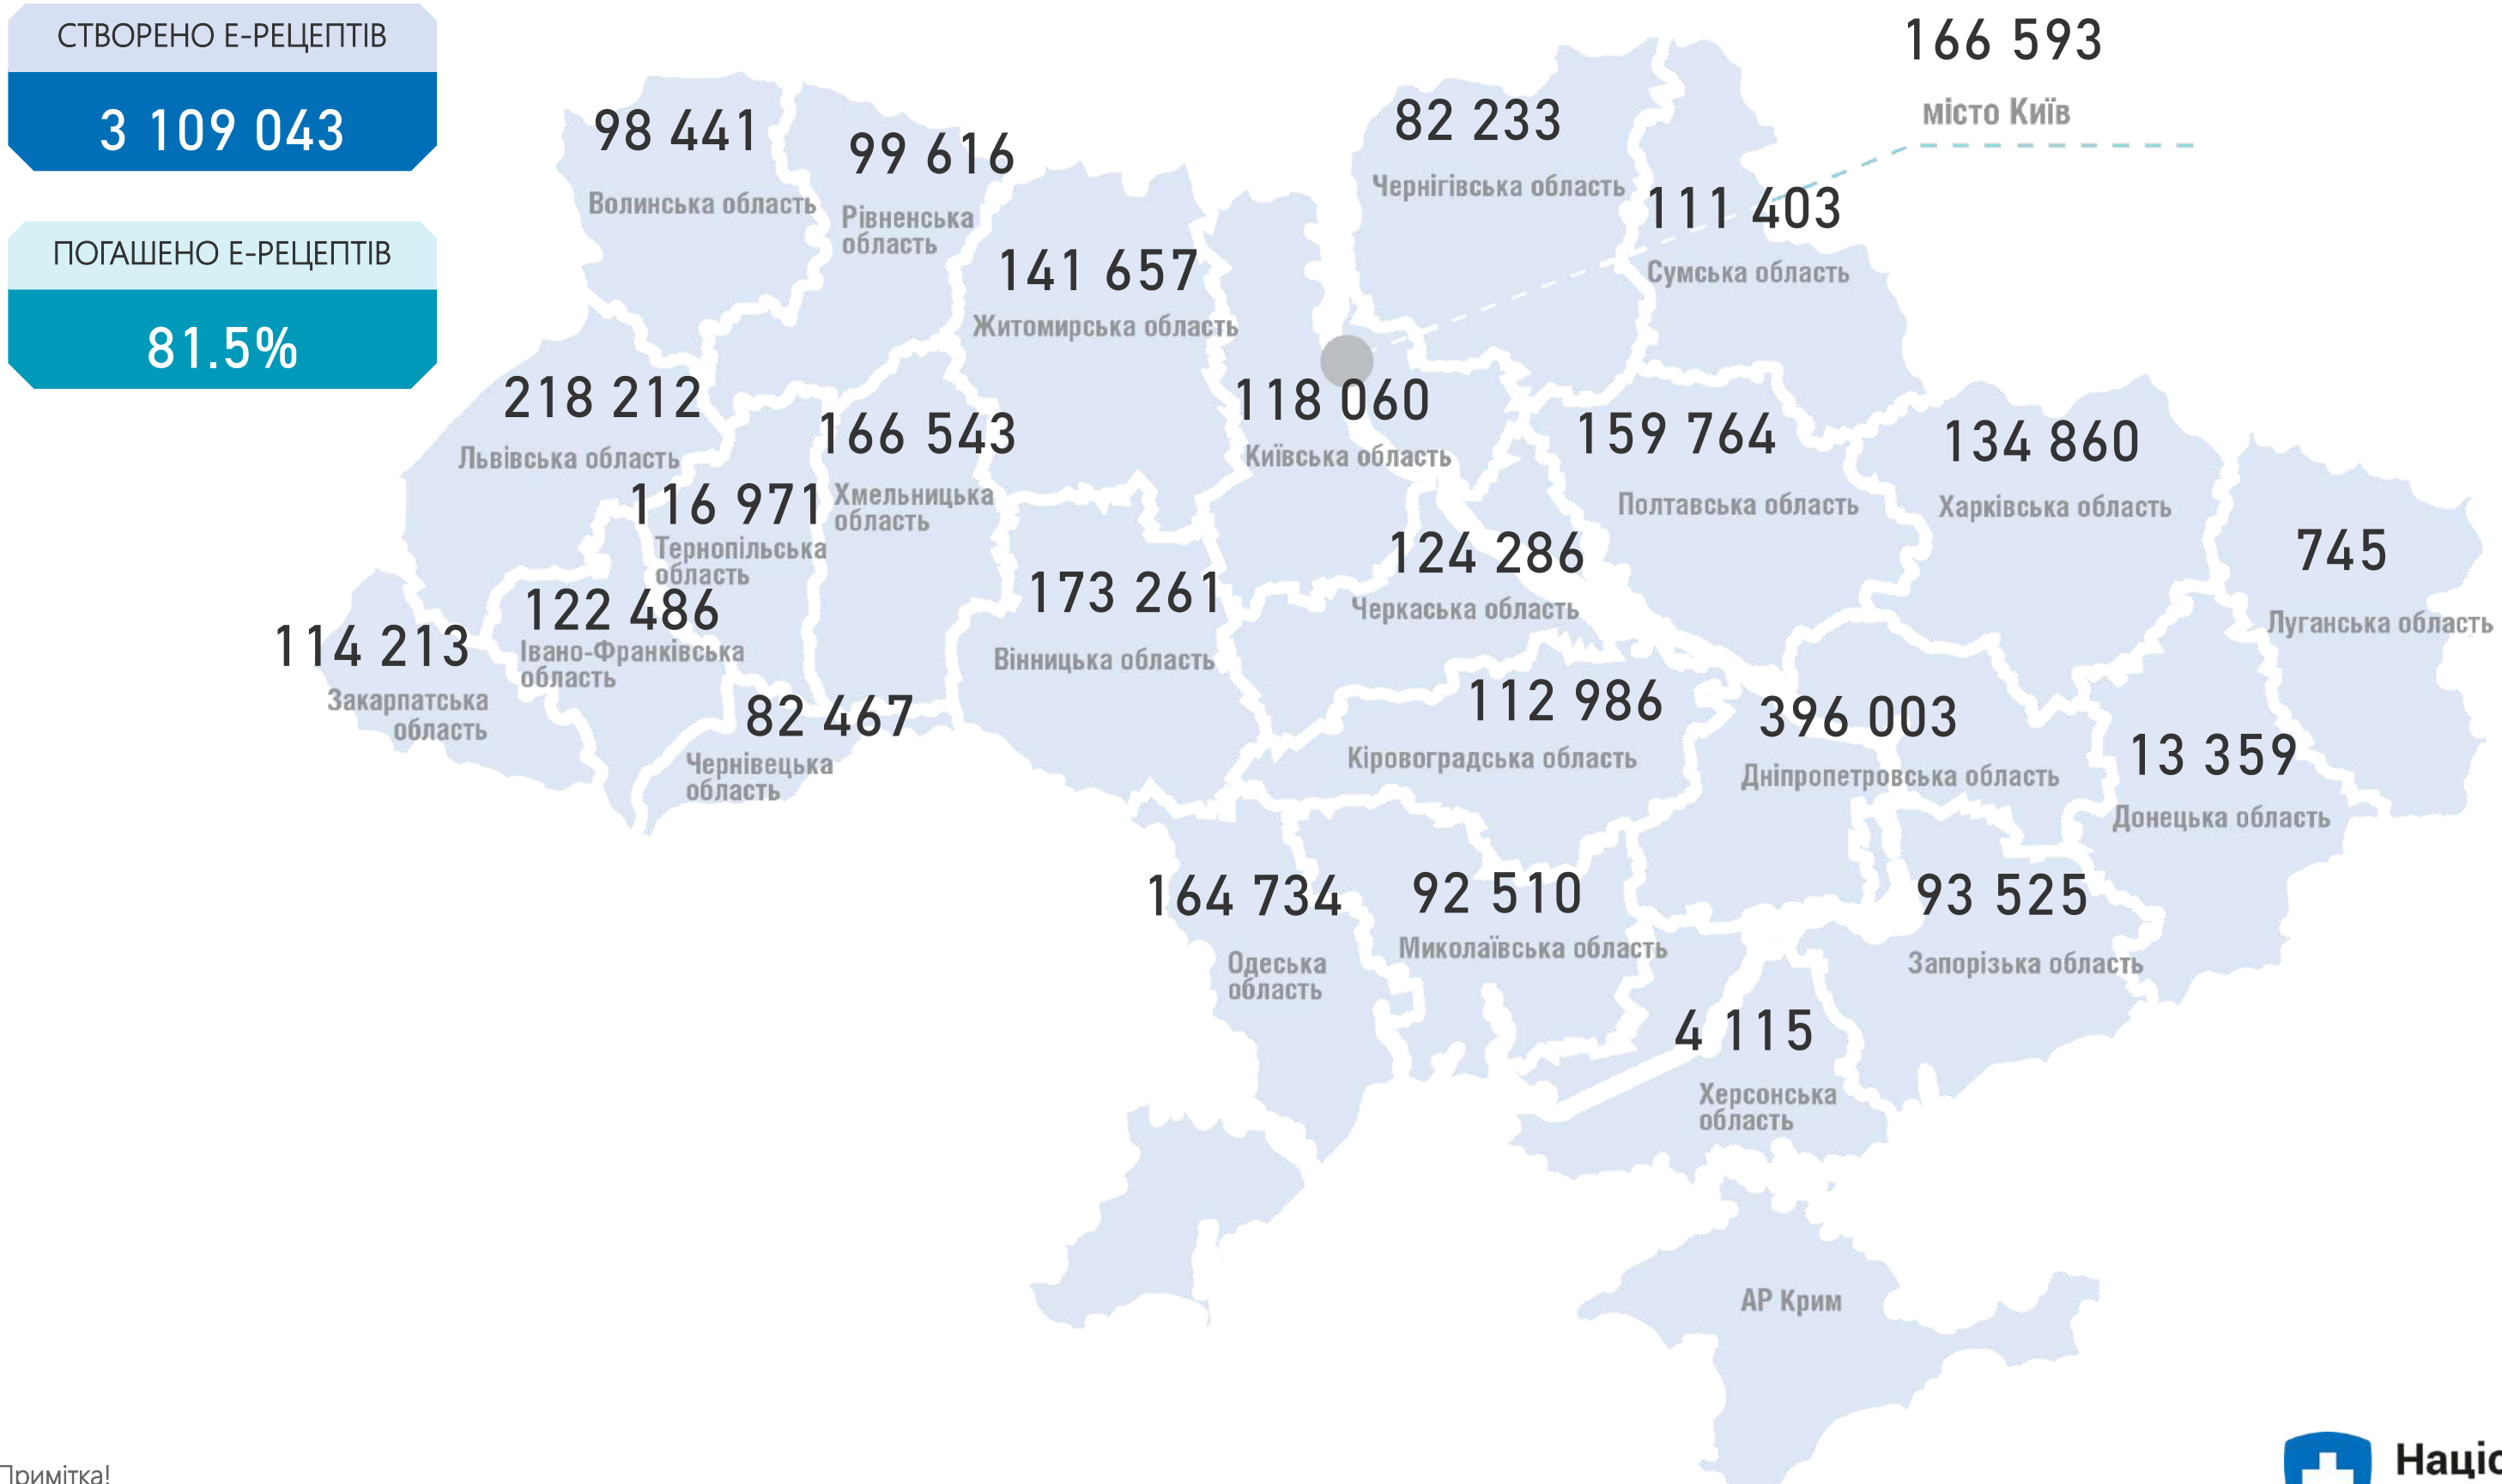 СТВОРЕНО Е-РЕЦЕПТІВ
3 109 043
ПОГАШЕНО Е-РЕЦЕПТІВ
81.5%
166 593
місто Київ
98 441
Волинська область
99 616
Рівненська
область
82 233
Чернігівська область
111 403
Сумська область
141 657
Житомирська область
218 212
Львівська область
166 543
Хмельницька
область
118 060
Київська область
159 764
Полтавська область
134 860
Харківська область
116 971
Тернопільська
область
745
Луганська область
124 286
Черкаська область
173 261
Вінницька область
122 486
Івано-Франківська
область
114 213
Закарпатська
область
82 467
Чернівецька
область
112 986
Кіровоградська область
396 003
Дніпропетровська область
13 359
Донецька область
164 734
Одеська
область
92 510
Миколаївська область
93 525
Запорізька область
4 115
Херсонська
область
АР Крим
Примітка!